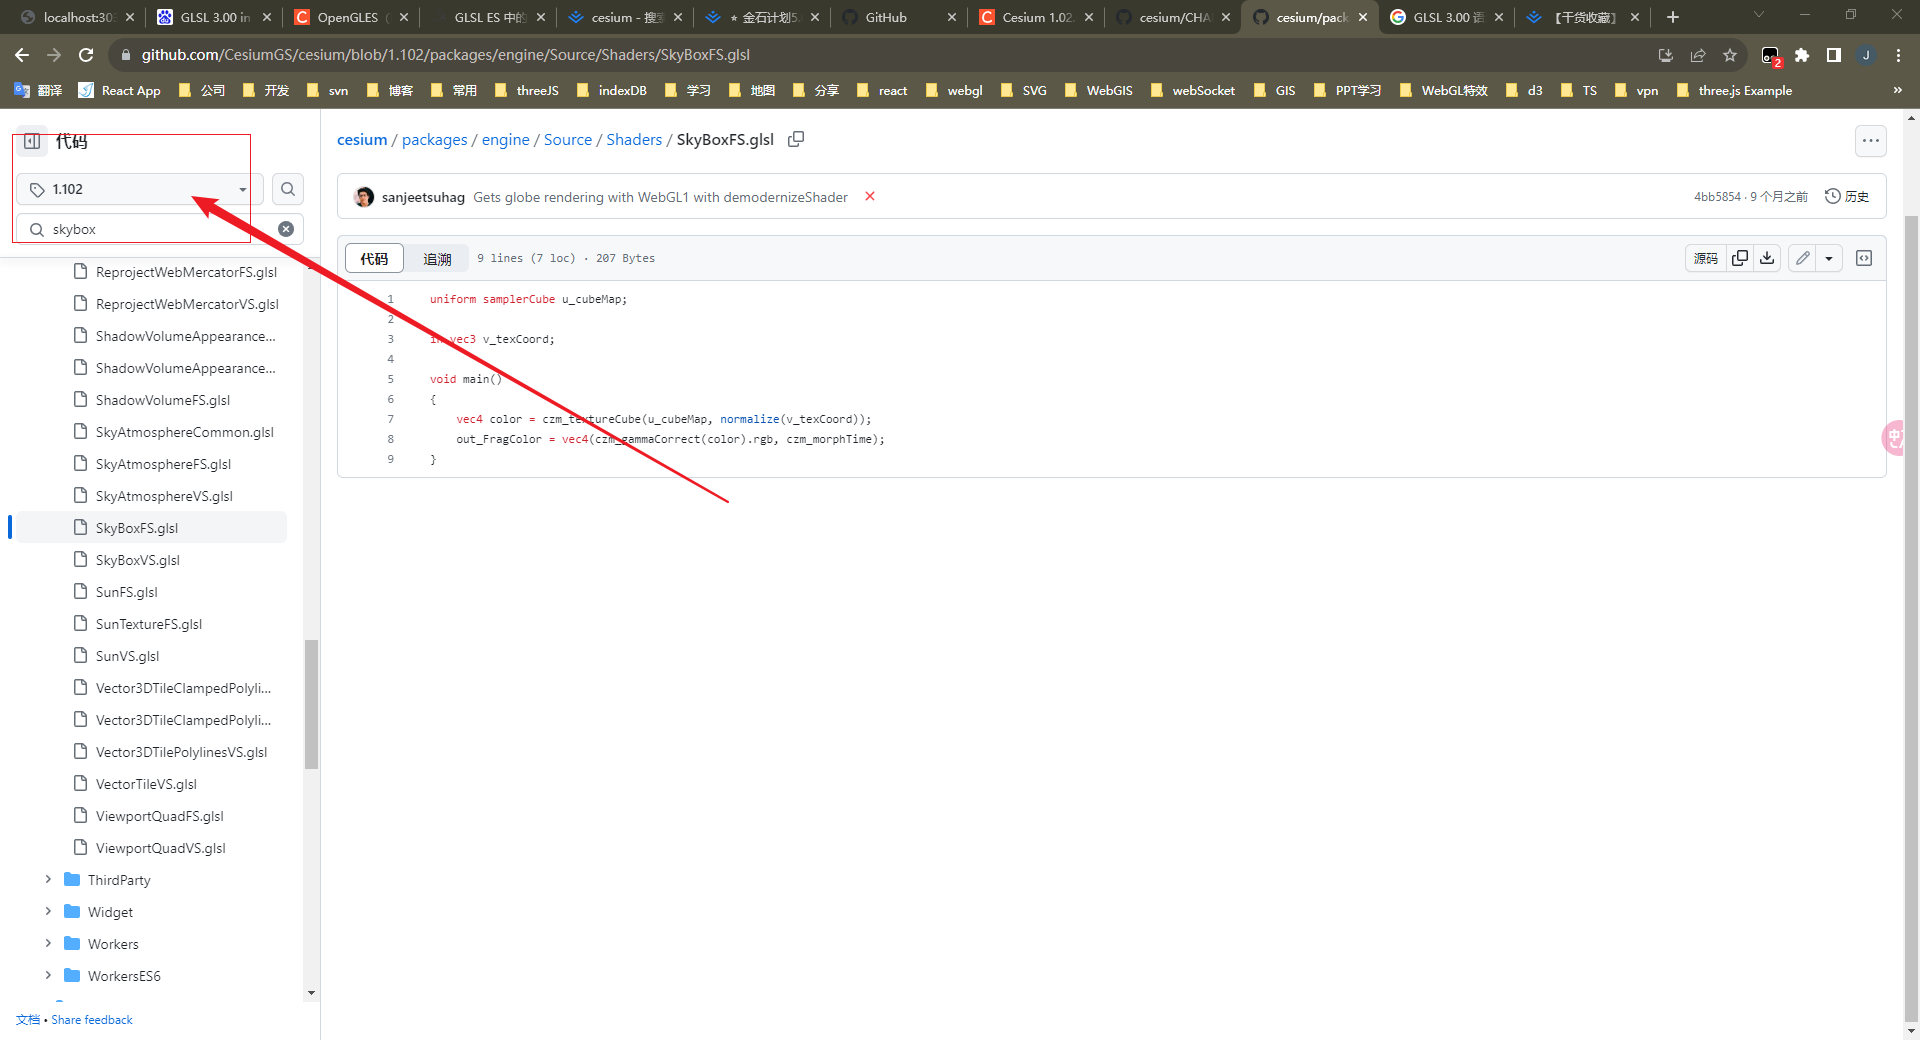 localhost:303
GLSL 3.00 in
OpenGLES (
GLSL ES 中的
cesium - 搜索
⭐ 金石计划5.
GitHub
Cesium 1.02.
cesium/CHA
cesium/pack
GLSL 3.00 语
【干货收藏】
github.com/CesiumGS/cesium/blob/1.102/packages/engine/Source/Shaders/SkyBoxFS.glsl
2
J
翻译 React App 公司 开发 svn 博客 常用 threeJS indexDB 学习 地图 分享 react webgl SVG WebGIS webSocket GIS PPT学习 WebGL特效 d3 TS vpn three.js Example »
代码
1.102
skybox
ReprojectWebMercatorFS.glsl
ReprojectWebMercatorVS.glsl
ShadowVolumeAppearance...
ShadowVolumeAppearance...
ShadowVolumeFS.glsl
SkyAtmosphereCommon.glsl
SkyAtmosphereFS.glsl
SkyAtmosphereVS.glsl
SkyBoxFS.glsl
SkyBoxVS.glsl
SunFS.glsl
SunTextureFS.glsl
SunVS.glsl
Vector3DTileClampedPolyli...
Vector3DTileClampedPolyli...
Vector3DTilePolylinesVS.glsl
VectorTileVS.glsl
ViewportQuadFS.glsl
ViewportQuadVS.glsl
ThirdParty
Widget
Workers
WorkersES6
文档 • Share feedback
cesium / packages / engine / Source / Shaders / SkyBoxFS.glsl
sanjeetsuhag Gets globe rendering with WebGL1 with demodernizeShader
4bb5854 · 9 个月之前 历史
代码 追溯 9 lines (7 loc) · 207 Bytes
源码
1 uniform samplerCube u_cubeMap;
2
3 in vec3 v_texCoord;
4
5 void main()
6 {
7 vec4 color = czm_textureCube(u_cubeMap, normalize(v_texCoord));
8 out_FragColor = vec4(czm_gammaCorrect(color).rgb, czm_morphTime);
9 }